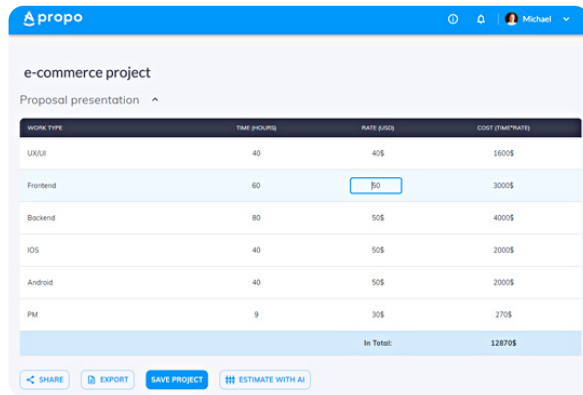 Apropo
Michael
e-commerce project
Proposal presentation
WORK TYPE TIME (HOURS) RATE (USD) COST (TIME*RATE)
UX/UI 40 40$ 1600$
Frontend 60 50 3000$
Backend 80 50$ 4000$
IOS 40 50$ 2000$
Android 40 50$ 2000$
PM 9 30$ 270$
In Total: 12870$
SHARE EXPORT SAVE PROJECT ESTIMATE WITH AI